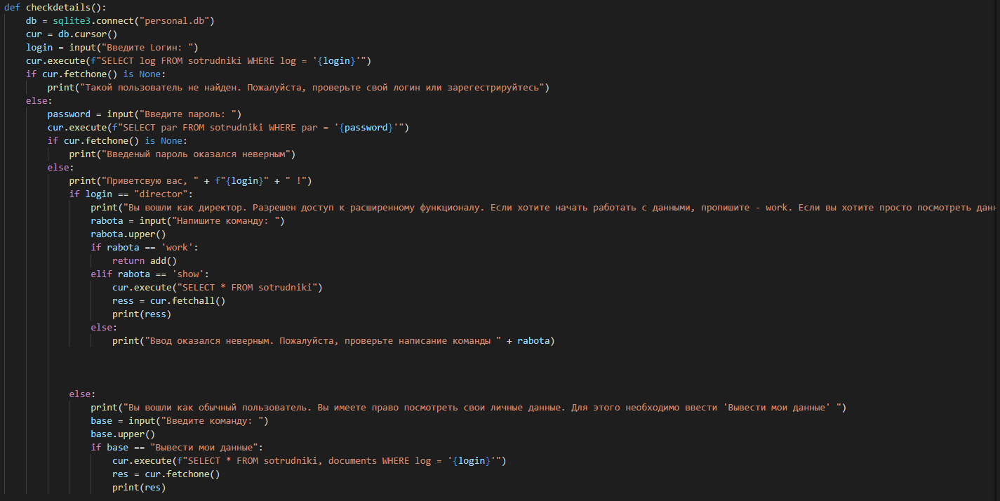 def checkdetails():
    db = sqlite3.connect("personal.db")
    cur = db.cursor()
    login = input("Введите Логин: ")
    cur.execute(f"SELECT log FROM sotrudniki WHERE log = '{login}'")
    if cur.fetchone() is None:
        print("Такой пользователь не найден. Пожалуйста, проверьте свой логин или зарегестрируйтесь")
    else:
        password = input("Введите пароль: ")
        cur.execute(f"SELECT par FROM sotrudniki WHERE par = '{password}'")
        if cur.fetchone() is None:
            print("Введеный пароль оказался неверным")
        else:
            print("Приветсвую вас, " + f"{login}" + " !")
            if login == "director":
                print("Вы вошли как директор. Разрешен доступ к расширенному функционалу. Если хотите начать работать с данными, пропишите - work. Если вы хотите просто посмотреть
                rabota = input("Напишите команду: ")
                rabota.upper()
                if rabota == 'work':
                    return add()
                elif rabota == 'show':
                    cur.execute("SELECT * FROM sotrudniki")
                    ress = cur.fetchall()
                    print(ress)
                else:
                    print("Ввод оказался неверным. Пожалуйста, проверьте написание команды " + rabota)
            else:
                print("Вы вошли как обычный пользователь. Вы имеете право посмотреть свои личные данные. Для этого необходимо ввести 'Вывести мои данные' ")
                base = input("Введите команду: ")
                base.upper()
                if base == "Вывести мои данные":
                    cur.execute(f"SELECT * FROM sotrudniki, documents WHERE log = '{login}'")
                    res = cur.fetchone()
                    print(res)